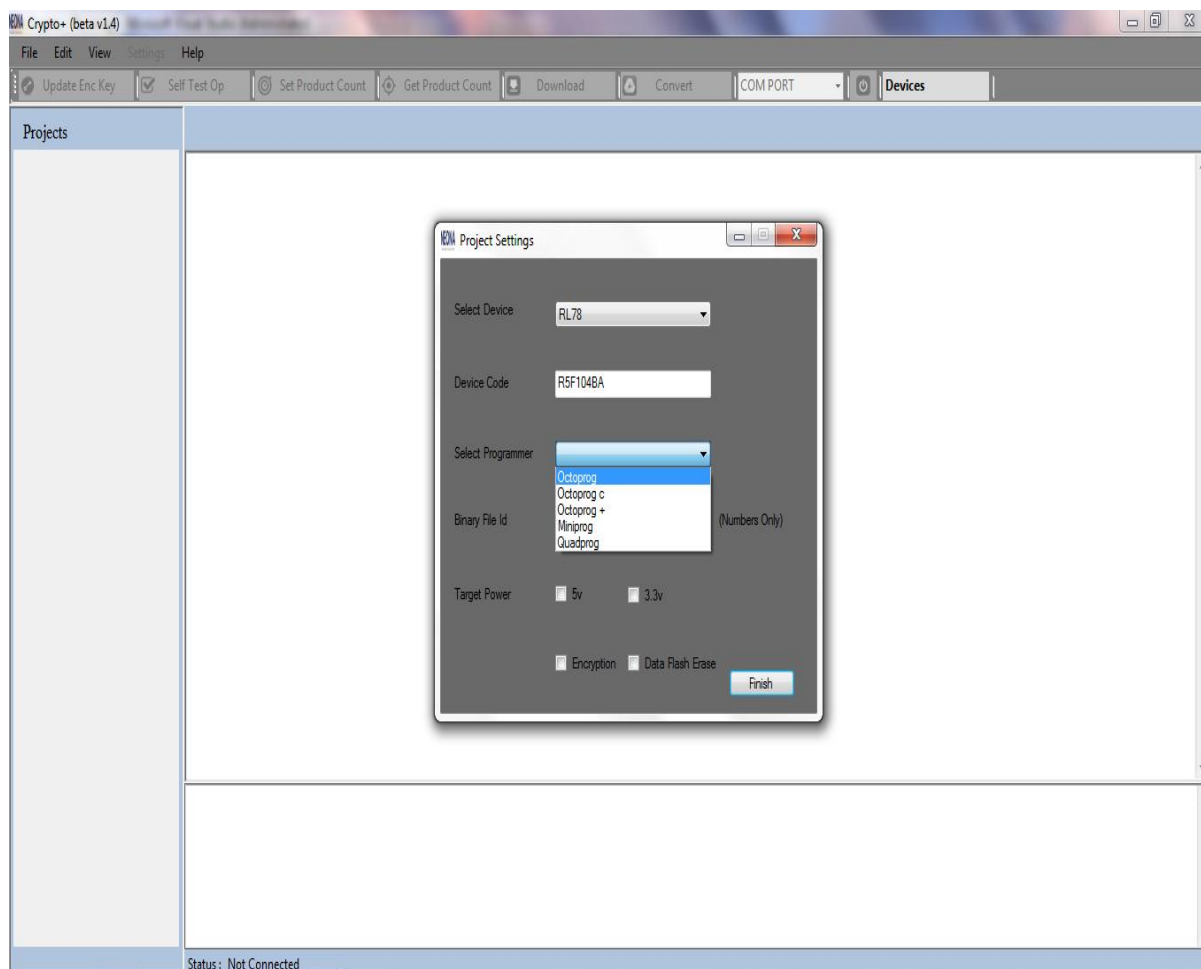 Crypto+ (beta v1.4)
File Edit View Settings Help
Update Enc Key Self Test Op Set Product Count Get Product Count Download Convert COM PORT Devices
Projects
Project Settings
Select Device RL78
Device Code R5F104BA
Select Programmer
Octoprog
Octoprog c
Octoprog +
Miniprog
Quadprog
Binary File Id (Numbers Only)
Target Power 5v 3.3v
Encryption Data Flash Erase
Finish
Status : Not Connected